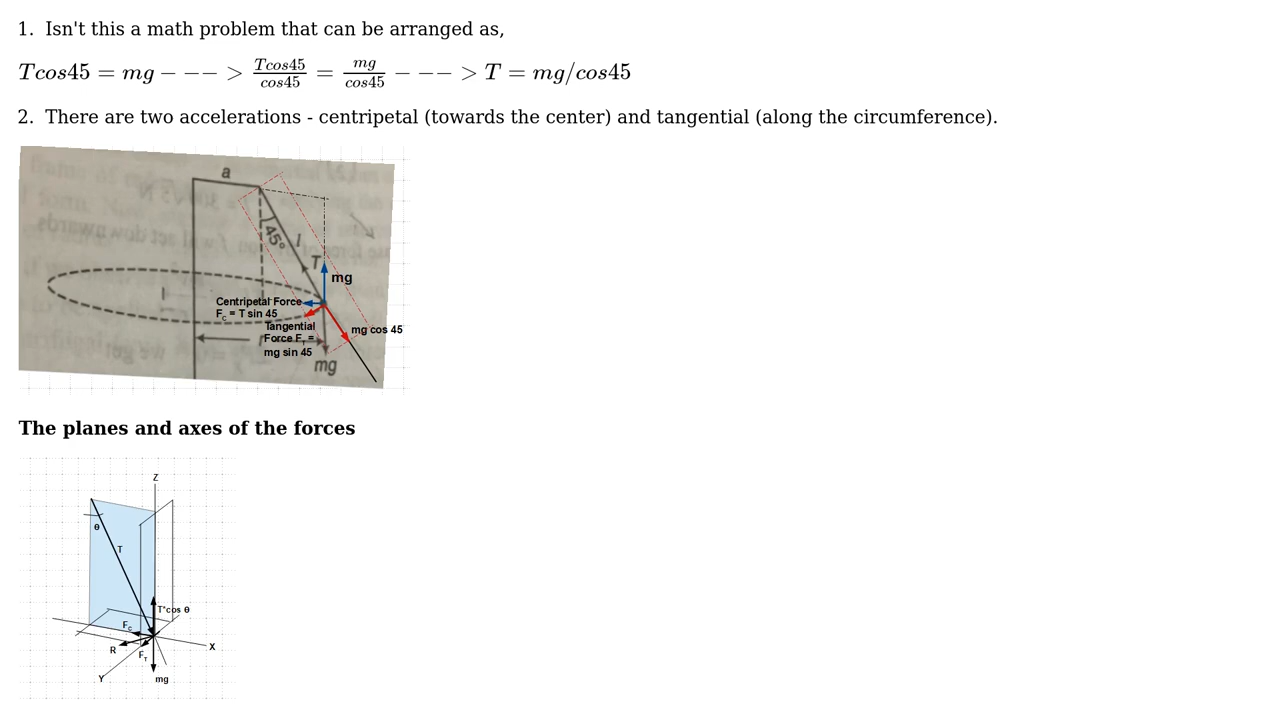 1. Isn't this a math problem that can be arranged as,
Tcos45 = mg − −− > Tcos45/cos45 = mg/cos45 − −− > T = mg/cos45
2. There are two accelerations - centripetal (towards the center) and tangential (along the circumference).
a
45°
l
T
mg
Centripetal Force
Fc = T sin 45
Tangential
Force FT =
mg sin 45
mg cos 45
r
mg
The planes and axes of the forces
Z
θ
T
T*cos θ
Fc
R
FT
X
Y
mg